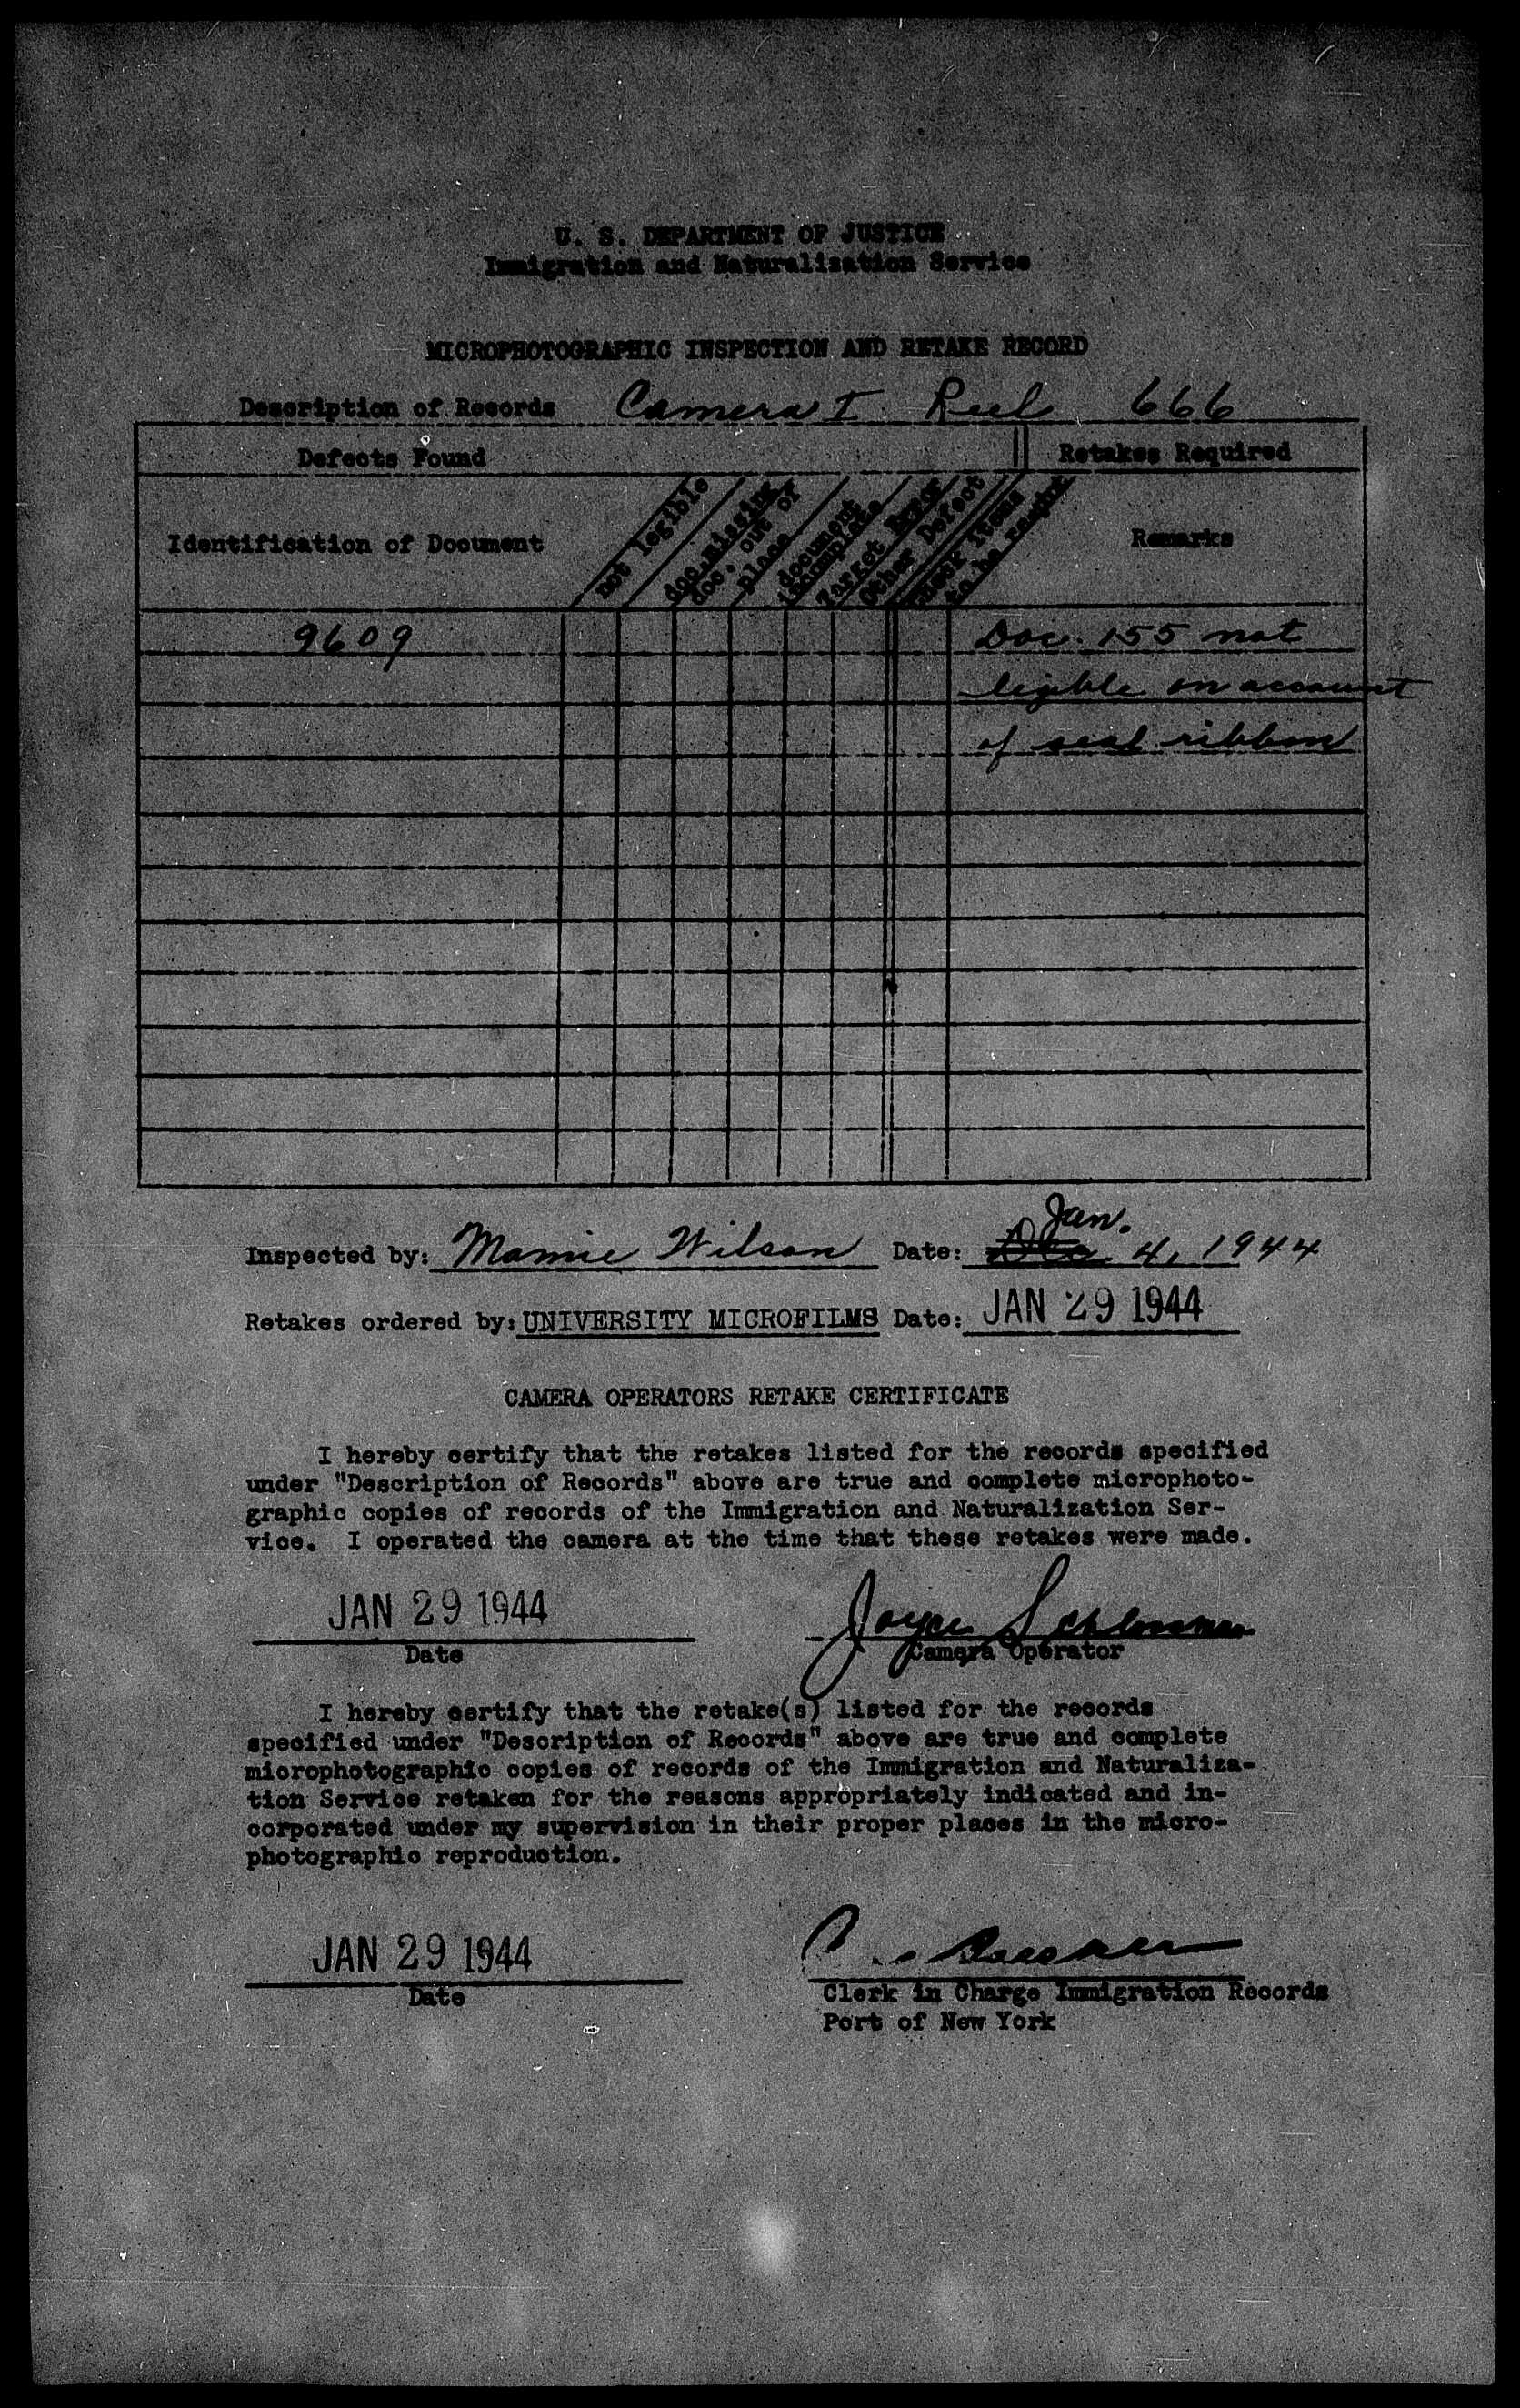 U. S. DEPARTMENT OF JUSTICE
Immigration and Naturalization Service
MICROPHOTOGRAPHIC INSPECTION AND RETAKE RECORD
Description of Records Camera I Reel 666
Defects Found
Retakes Required
Identification of Document
not legible
doc. missing
doc. out of
place
document
incomplete
Target Error
Other Defect
Check items
to be
Remarks
9609
Doc. 155 not
legible on account
of seal ribbon
Jan.
Inspected by: Mamie Wilson Date: Dec 4, 1944
Retakes ordered by: UNIVERSITY MICROFILMS Date: JAN 29 1944
CAMERA OPERATORS RETAKE CERTIFICATE
I hereby certify that the retakes listed for the records specified
under "Description of Records" above are true and complete microphoto-
graphic copies of records of the Immigration and Naturalization Ser-
vice. I operated the camera at the time that these retakes were made.
JAN 29 1944
Joyce
Date
Camera Operator
I hereby certify that the retake(s) listed for the records
specified under "Description of Records" above are true and complete
microphotographic copies of records of the Immigration and Naturaliza-
tion Service retaken for the reasons appropriately indicated and in-
corporated under my supervision in their proper places in the micro-
photographic reproduction.
JAN 29 1944
Date
Clerk in Charge Immigration Records
Port of New York